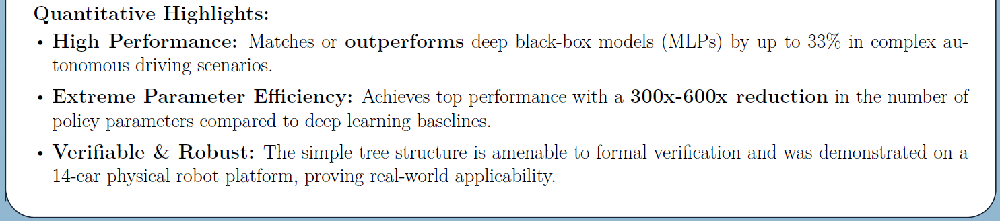 Quantitative Highlights:
• High Performance: Matches or outperforms deep black-box models (MLPs) by up to 33% in complex au-
tonomous driving scenarios.
• Extreme Parameter Efficiency: Achieves top performance with a 300x-600x reduction in the number of
policy parameters compared to deep learning baselines.
• Verifiable & Robust: The simple tree structure is amenable to formal verification and was demonstrated on a
14-car physical robot platform, proving real-world applicability.